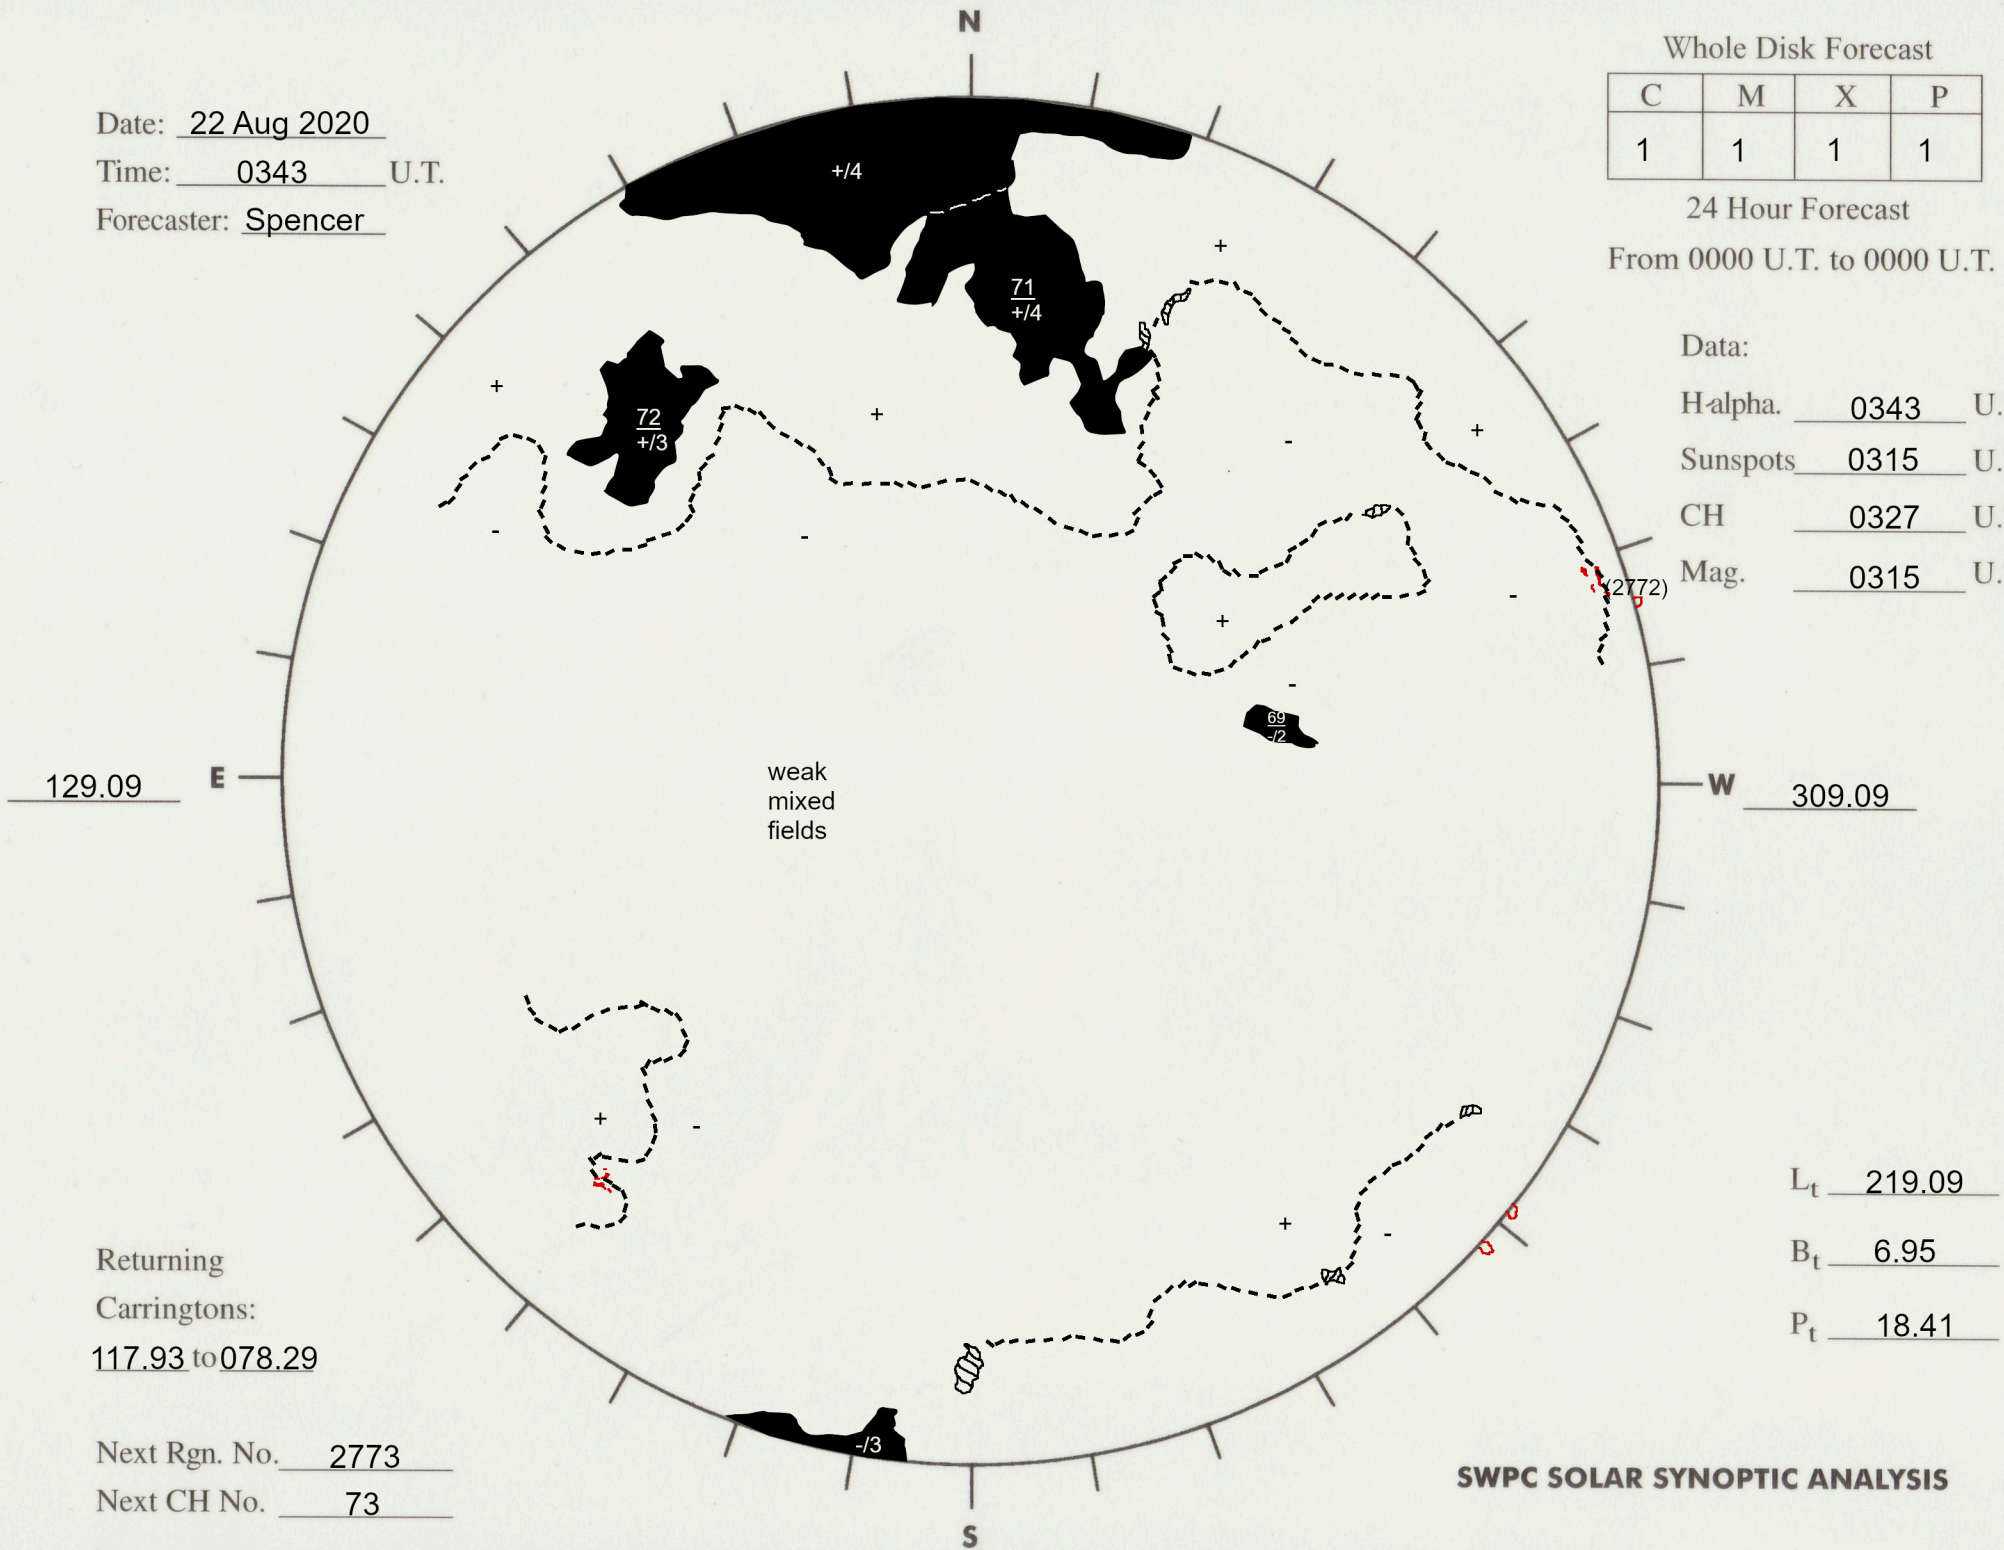 N
Whole Disk Forecast
C M X P
1 1 1 1
24 Hour Forecast
From 0000 U.T. to 0000 U.T.
Date: 22 Aug 2020
Time: 0343 U.T.
Forecaster: Spencer
+/4
+
71
+/4
Data:
H-alpha. 0343 U.
Sunspots 0315 U.
CH 0327 U.
Mag. 0315 U.
+
72
+/3
+
-
+
-
-
(2772)
-
+
-
69
-/2
weak
mixed
fields
129.09 E
W 309.09
+
-
+
-
Lt 219.09
Bt 6.95
Pt 18.41
Returning
Carringtons:
117.93 to 078.29
Next Rgn. No. 2773
Next CH No. 73
-/3
SWPC SOLAR SYNOPTIC ANALYSIS
S